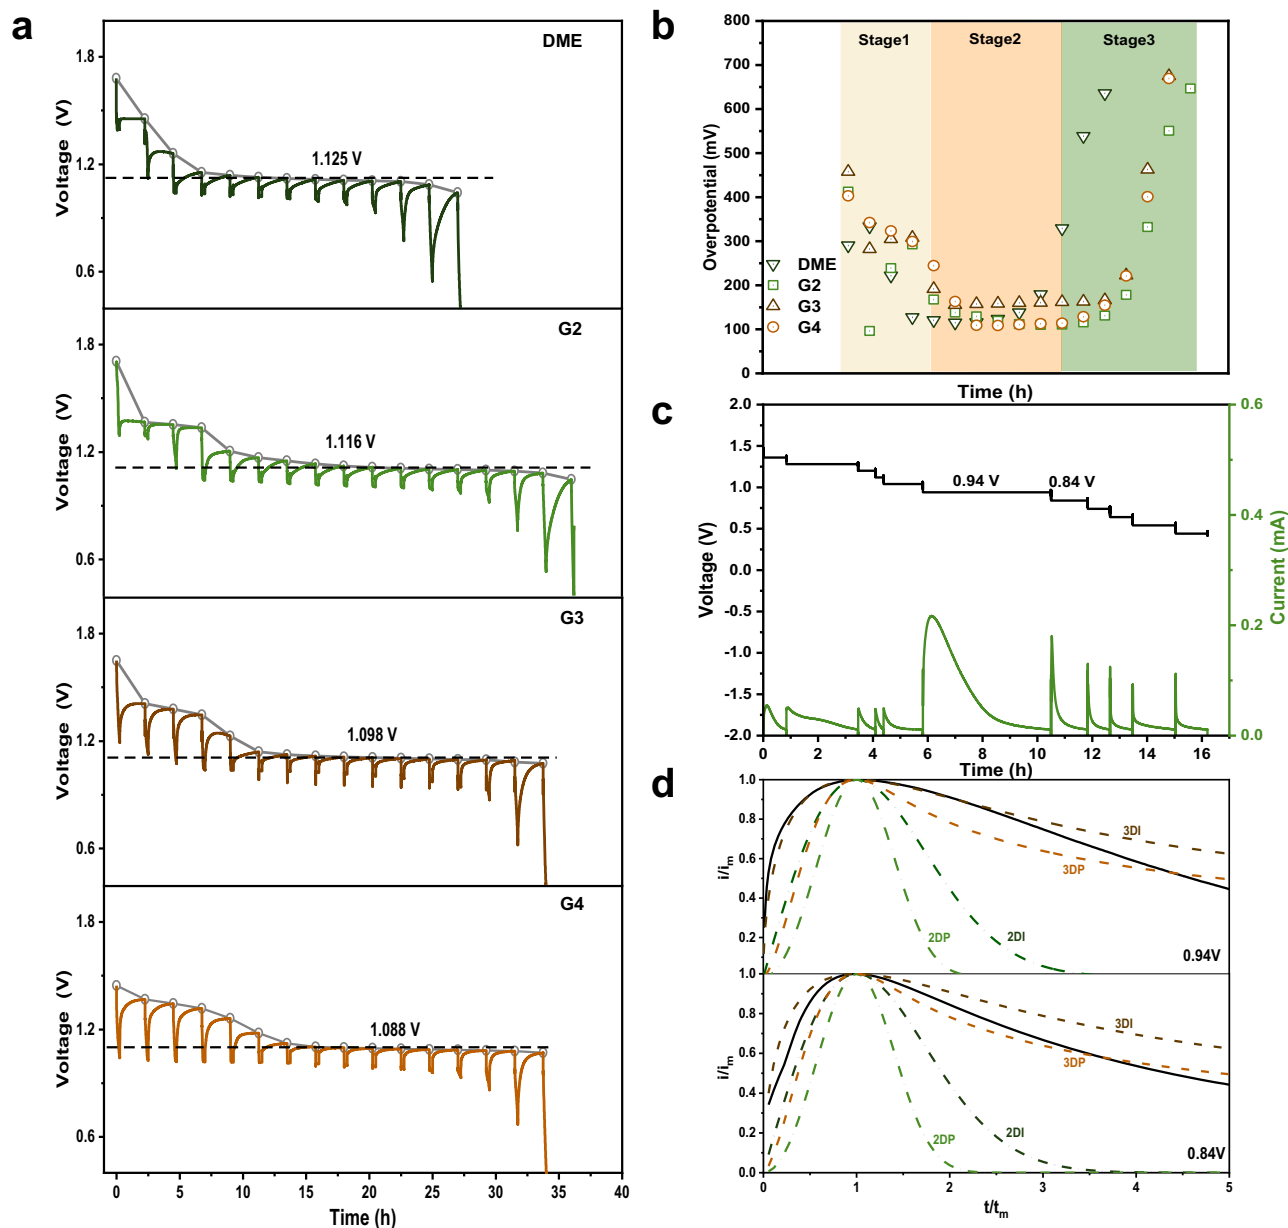 a
DME
1.8
1.2
0.6
Voltage (V)
1.125 V
G2
1.8
1.2
0.6
Voltage (V)
1.116 V
G3
1.8
1.2
0.6
Voltage (V)
1.098 V
G4
1.8
1.2
0.6
Voltage (V)
1.088 V
0 5 10 15 20 25 30 35 40
Time (h)
b
Stage1 Stage2 Stage3
800
700
600
500
400
300
200
100
0
Overpotential (mV)
DME
G2
G3
G4
Time (h)
c
2.0
1.5
1.0
0.5
0.0
-0.5
-1.0
-1.5
-2.0
Voltage (V)
0.94 V 0.84 V
0.6
0.4
0.2
0.0
Current (mA)
0 2 4 6 8 10 12 14 16
Time (h)
d
1.0
0.8
0.6
0.4
0.2
i/im
3DI
3DP
2DP
2DI
0.94V
1.0
0.8
0.6
0.4
0.2
0.0
i/im
3DI
3DP
2DP
2DI
0.84V
0 1 2 3 4 5
t/tm